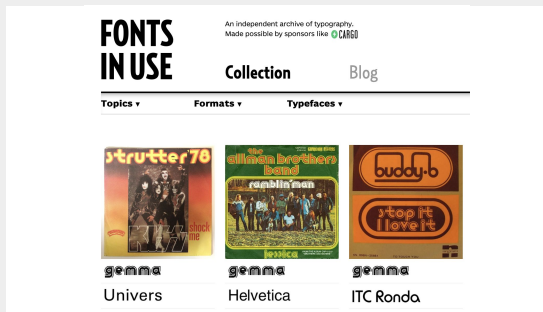 FONTS
IN USE
An independent archive of typography.
Made possible by sponsors like CARGO
Collection
Blog
Topics ▾
Formats ▾
Typefaces ▾
strutter '78
KISS
shock
me
the
allman brothers
band
ramblin' man
jessica
buddy·b
stop it
I love it
gemma
gemma
gemma
Univers
Helvetica
ITC Ronda